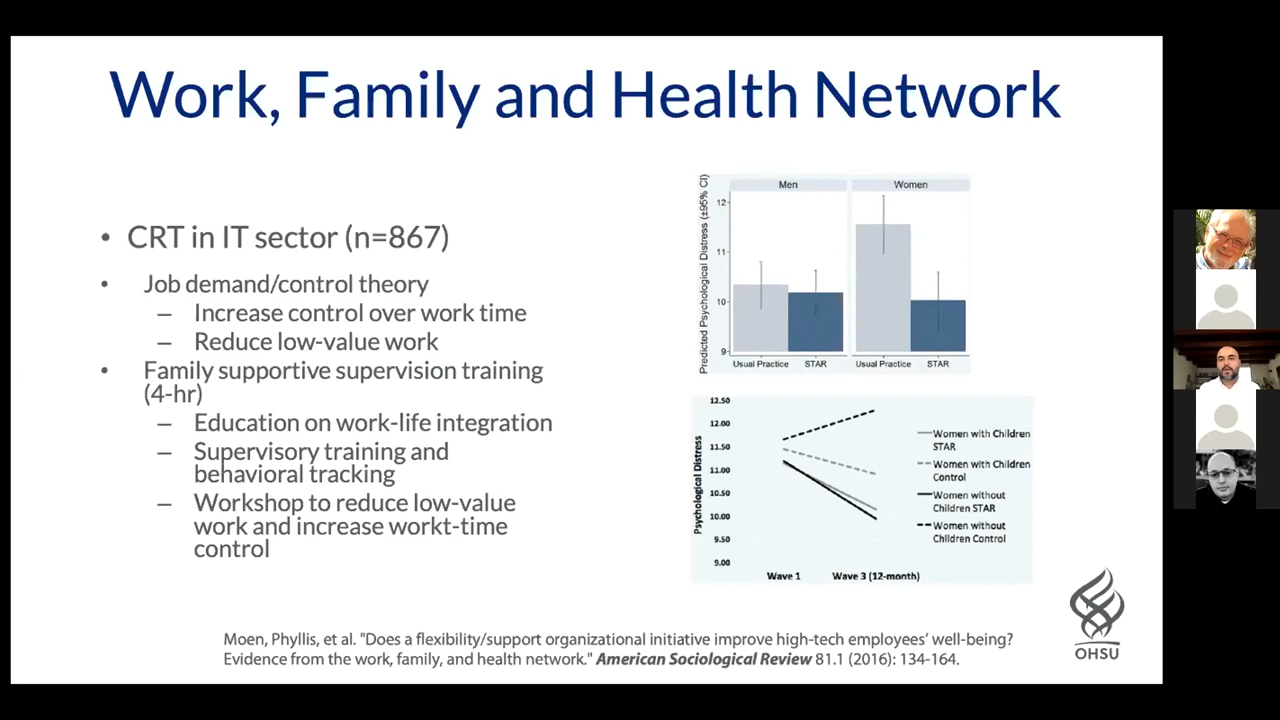 Work, Family and Health Network
• CRT in IT sector (n=867)
• Job demand/control theory
– Increase control over work time
– Reduce low-value work
• Family supportive supervision training
(4-hr)
– Education on work-life integration
– Supervisory training and
behavioral tracking
– Workshop to reduce low-value
work and increase workt-time
control
Predicted Psychological Distress (±95% CI)
Men
Women
12
11
10
9
Usual Practice
STAR
Usual Practice
STAR
Psychological Distress
12.50
12.00
11.50
11.00
10.50
10.00
9.50
9.00
Wave 1
Wave 3 (12-month)
Women with Children
STAR
Women with Children
Control
Women without
Children STAR
Women without
Children Control
Moen, Phyllis, et al. "Does a flexibility/support organizational initiative improve high-tech employees’ well-being?
Evidence from the work, family, and health network." American Sociological Review 81.1 (2016): 134-164.
OHSU